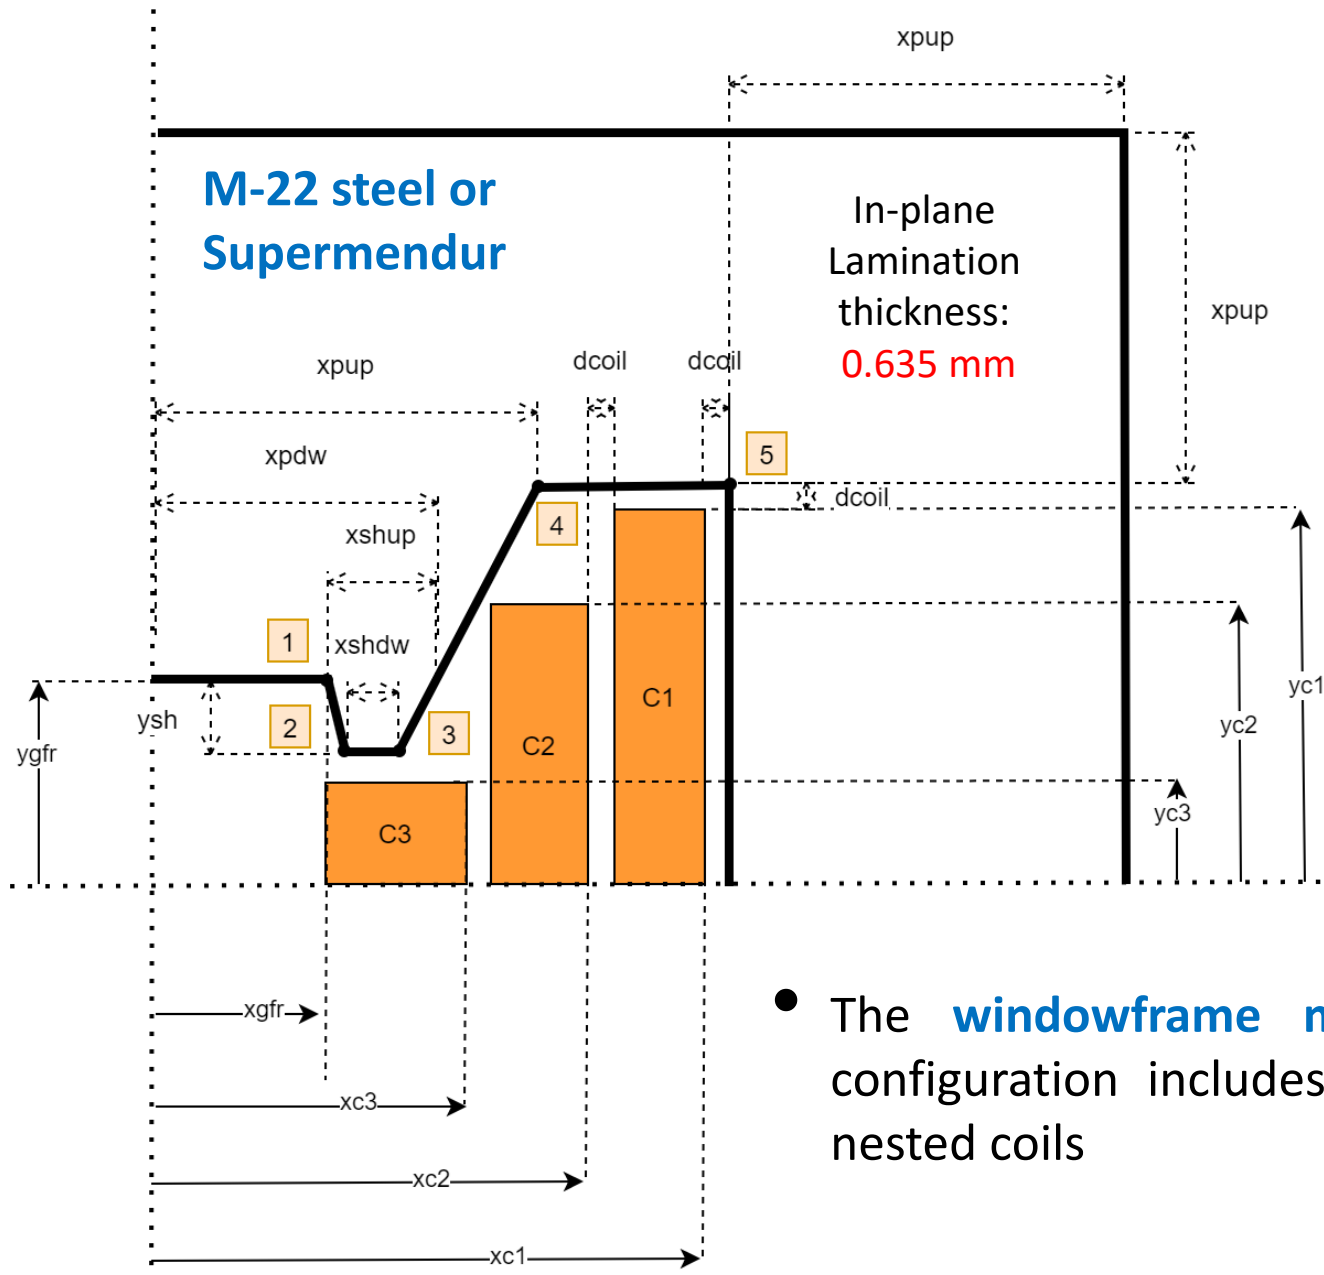 xpup
M-22 steel or
Supermendur
In-plane
Lamination
thickness:
0.635 mm
xpup
xpup
dcoil
dcoil
xpdw
5
dcoil
4
xshup
1
xshdw
ysh
2
3
ygfr
C1
C2
C3
yc1
yc2
yc3
xgfr
xc3
xc2
xc1
• The windowframe
configuration includes
nested coils